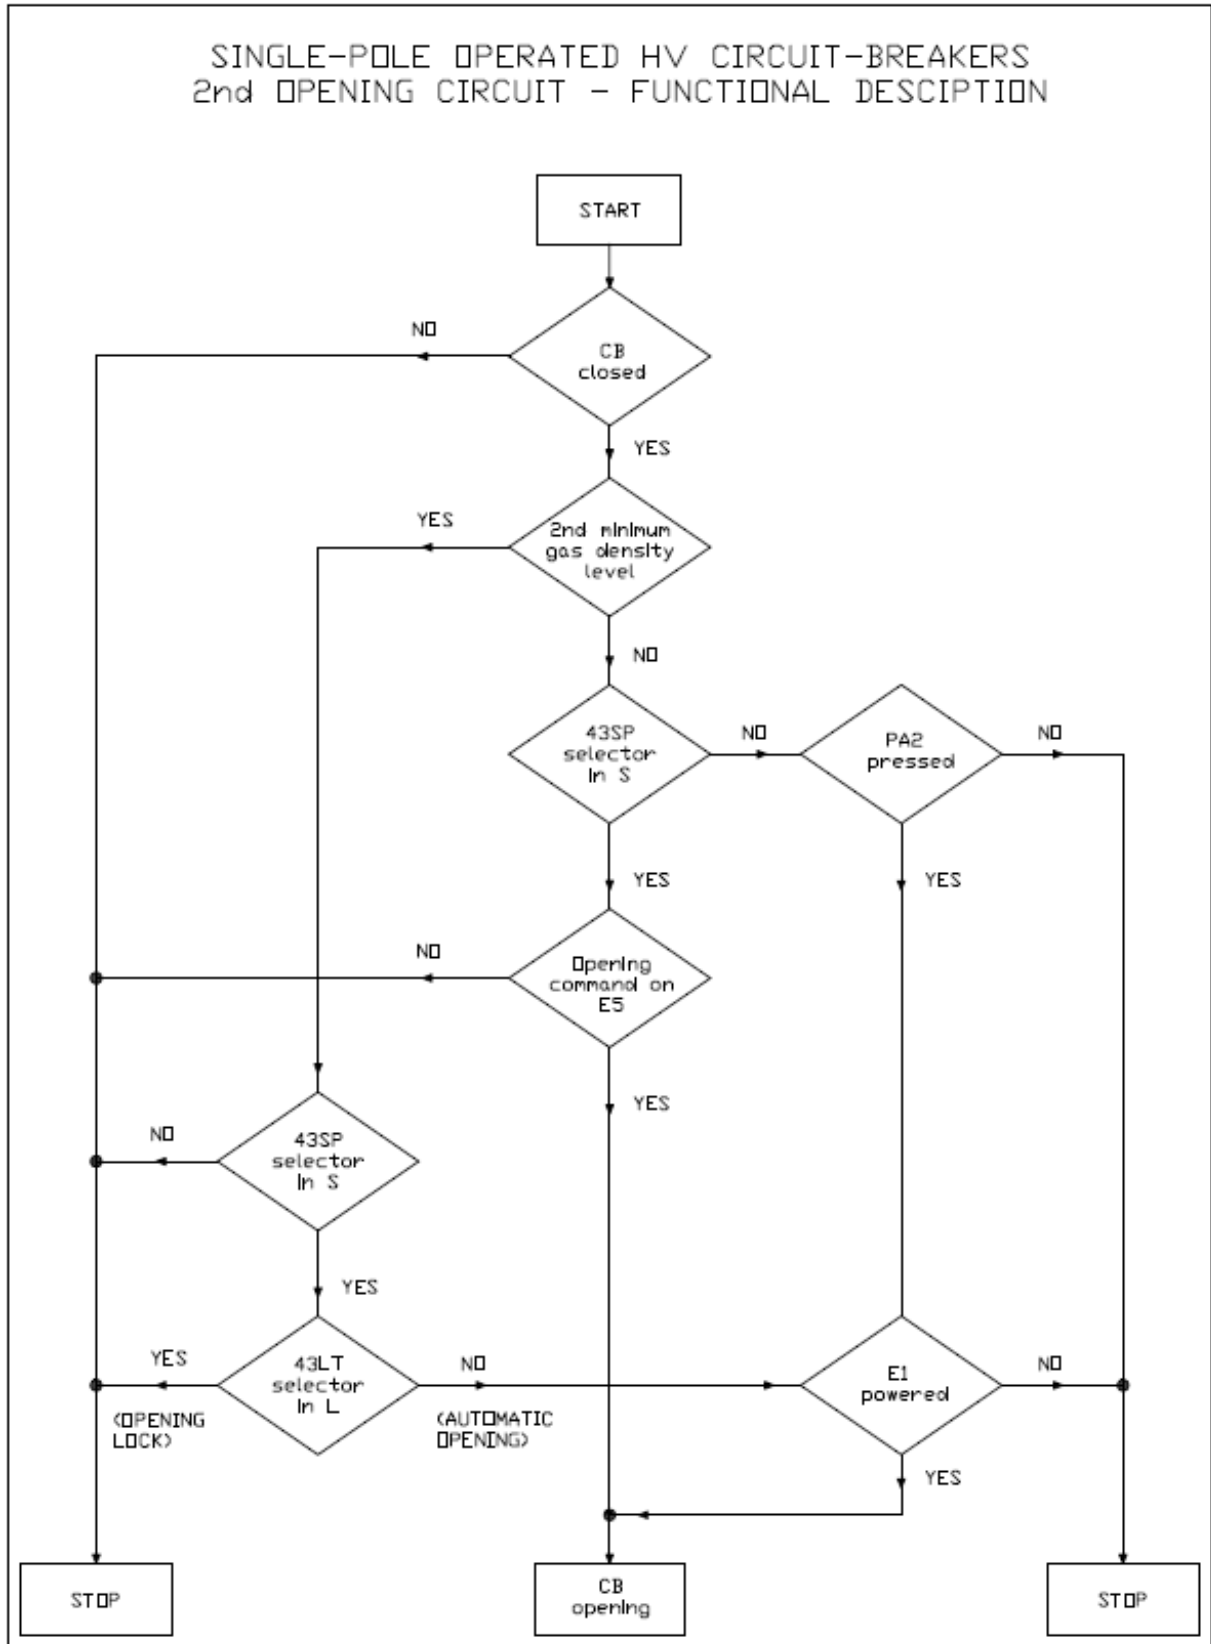 SINGLE-POLE OPERATED HV CIRCUIT-BREAKERS
2nd OPENING CIRCUIT - FUNCTIONAL DESCIPTION
START
NO
CB
closed
YES
YES
2nd minimum
gas density
level
NO
43SP
selector
In S
NO
PA2
pressed
NO
YES
YES
NO
Opening
command on
E5
YES
NO
43SP
selector
In S
YES
YES
43LT
selector
In L
NO
E1
powered
NO
(OPENING
LOCK)
(AUTOMATIC
OPENING)
YES
STOP
CB
opening
STOP